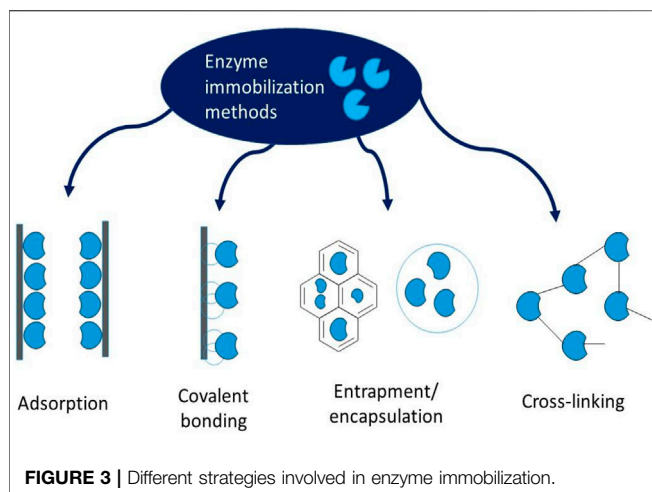 Enzyme
immobilization
methods
Adsorption
Covalent
bonding
Entrapment/
encapsulation
Cross-linking
FIGURE 3 | Different strategies involved in enzyme immobilization.